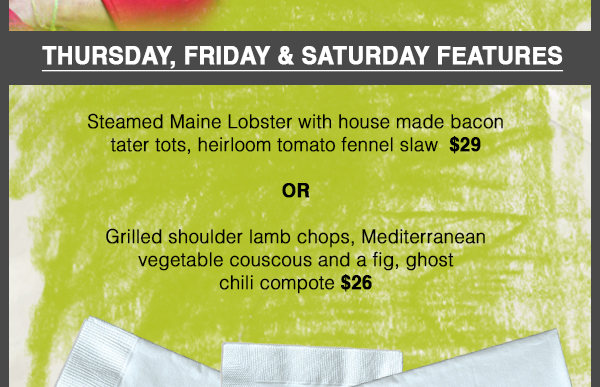 THURSDAY, FRIDAY & SATURDAY FEATURES
Steamed Maine Lobster with house made bacon
tater tots, heirloom tomato fennel slaw $29
OR
Grilled shoulder lamb chops, Mediterranean
vegetable couscous and a fig, ghost
chili compote $26